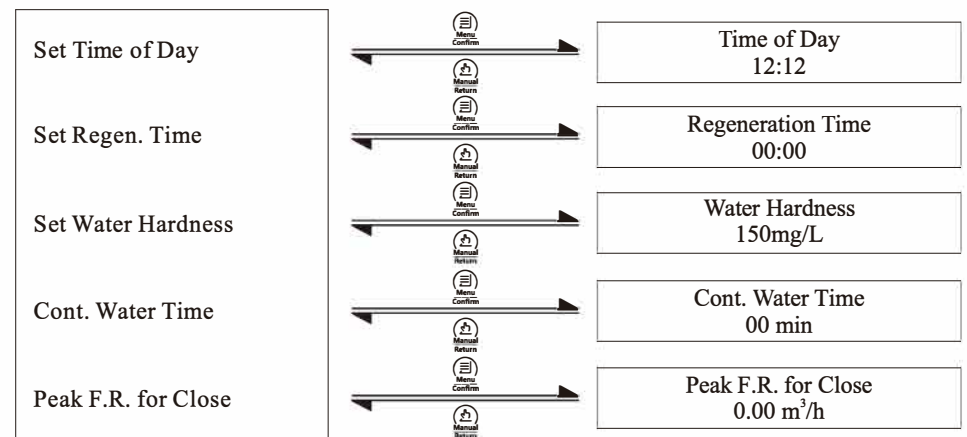 Set Time of Day
Menu
Confirm
Manual
Return
Time of Day
12:12
Set Regen. Time
Menu
Confirm
Manual
Return
Regeneration Time
00:00
Set Water Hardness
Menu
Confirm
Manual
Return
Water Hardness
150mg/L
Cont. Water Time
Menu
Confirm
Manual
Return
Cont. Water Time
00 min
Peak F.R. for Close
Menu
Confirm
Manual
Return
Peak F.R. for Close
0.00 m³/h